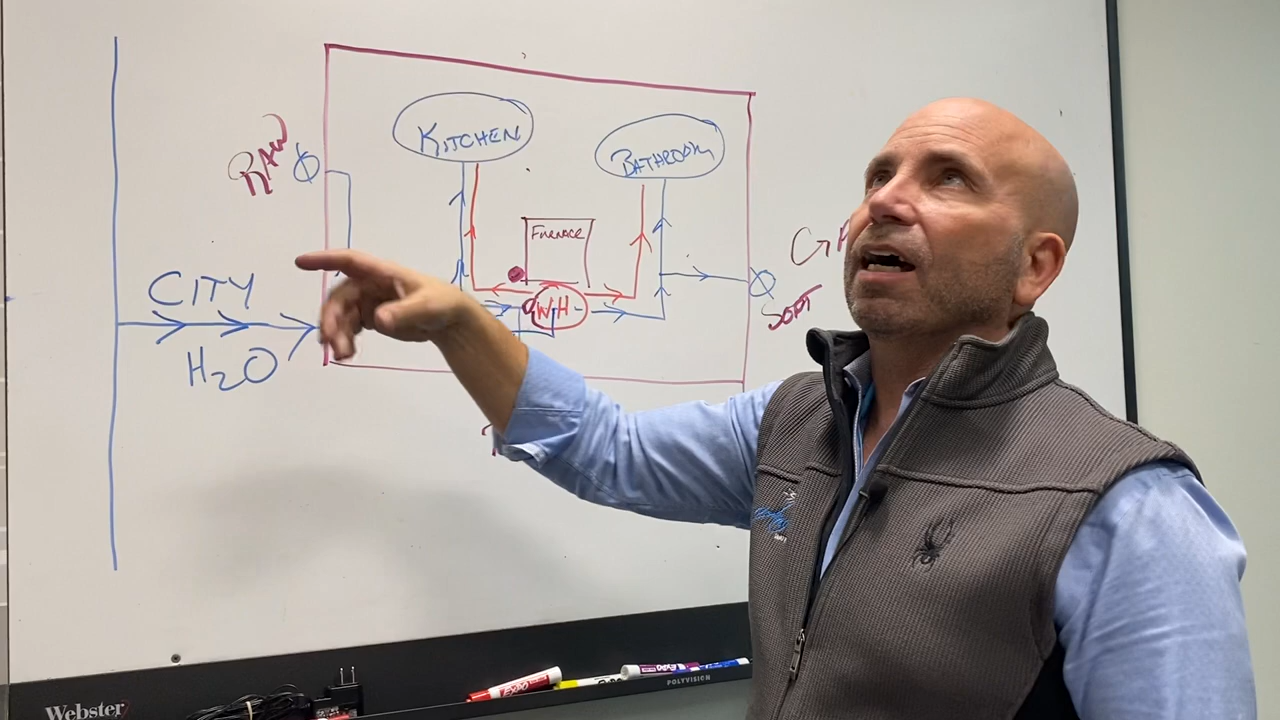 RAW
KITCHEN
BATHROOM
FURNACE
CITY
H2O
WH
SOFT
EXPO
POLYVISION
Webster